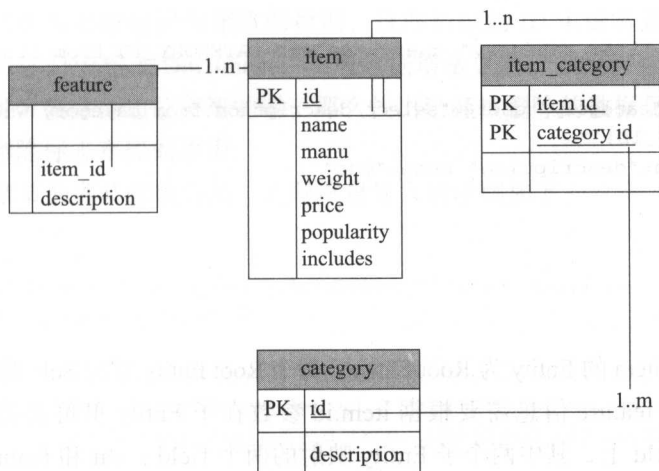 1..n
feature
item_id
description
1..n
item
PK id
name
manu
weight
price
popularity
includes
item_category
PK item id
PK category id
1..m
category
PK id
description